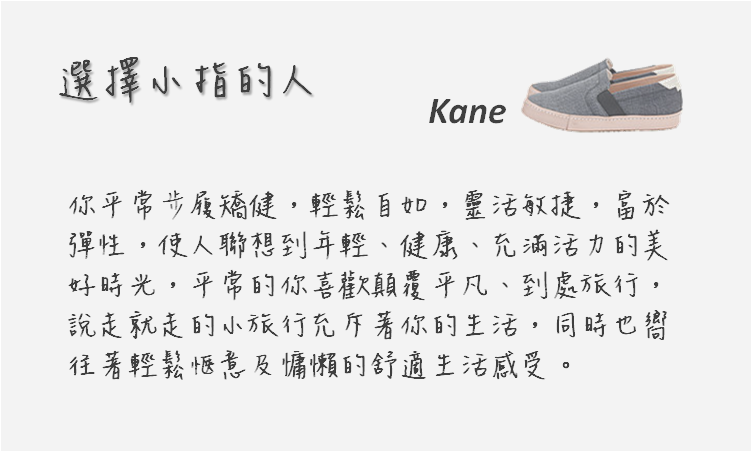 選擇小指的人
Kane
你平常步履矯健，輕鬆自如，靈活敏捷，富於
彈性，使人聯想到年輕、健康、充滿活力的美
好時光，平常的你喜歡顛覆平凡、到處旅行，
說走就走的小旅行充斥著你的生活，同時也嚮
往著輕鬆愜意及慵懶的舒適生活感受。